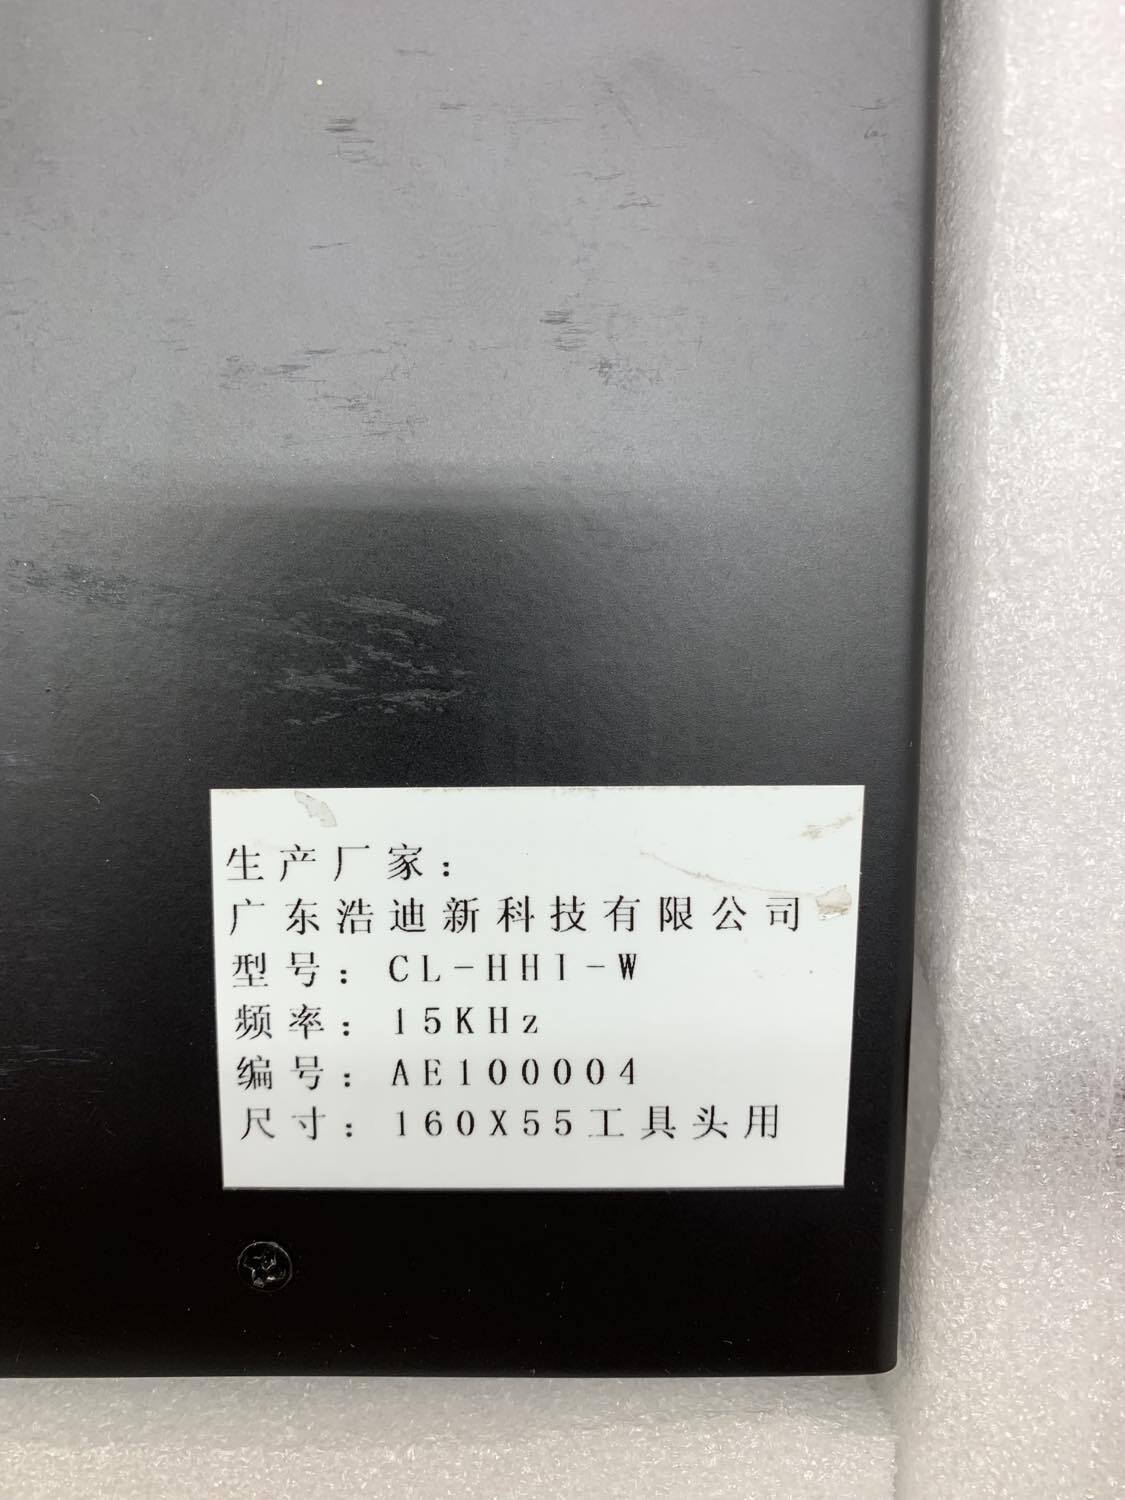 生产厂家：
广东浩迪新科技有限公司
型号：CL-HH1-W
频率：15KHz
编号：AE100004
尺寸：160X55工具头用